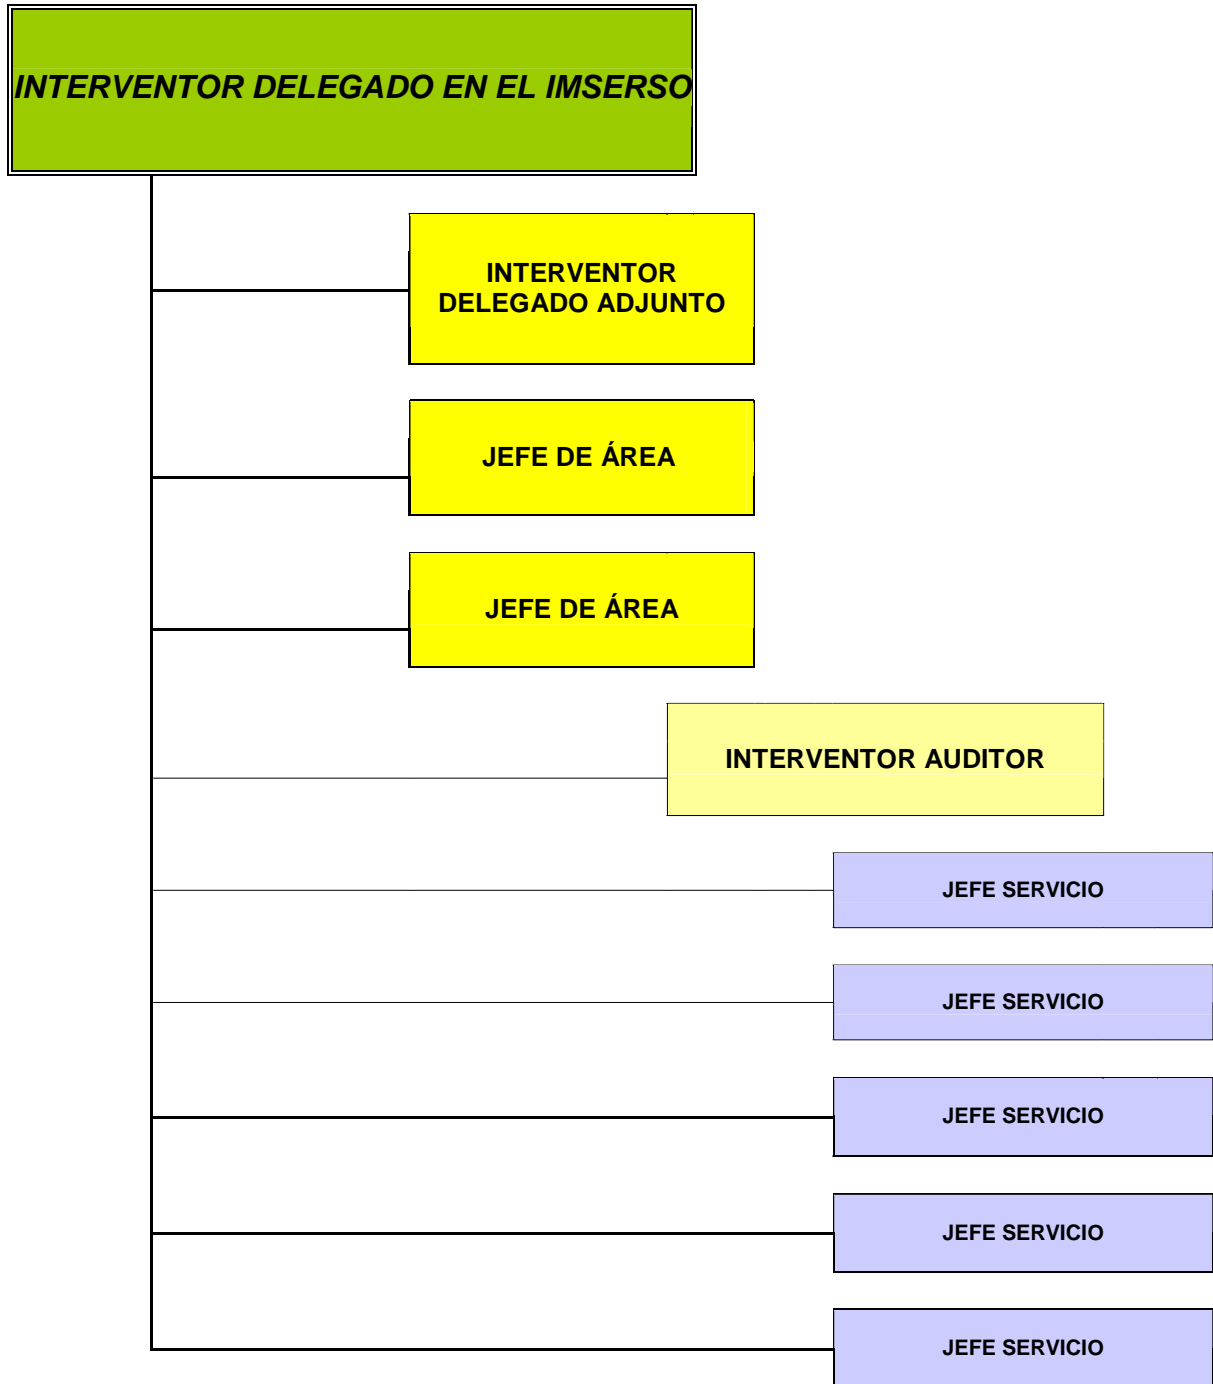 INTERVENTOR DELEGADO EN EL IMSERSO
INTERVENTOR
DELEGADO ADJUNTO
JEFE DE ÁREA
JEFE DE ÁREA
INTERVENTOR AUDITOR
JEFE SERVICIO
JEFE SERVICIO
JEFE SERVICIO
JEFE SERVICIO
JEFE SERVICIO